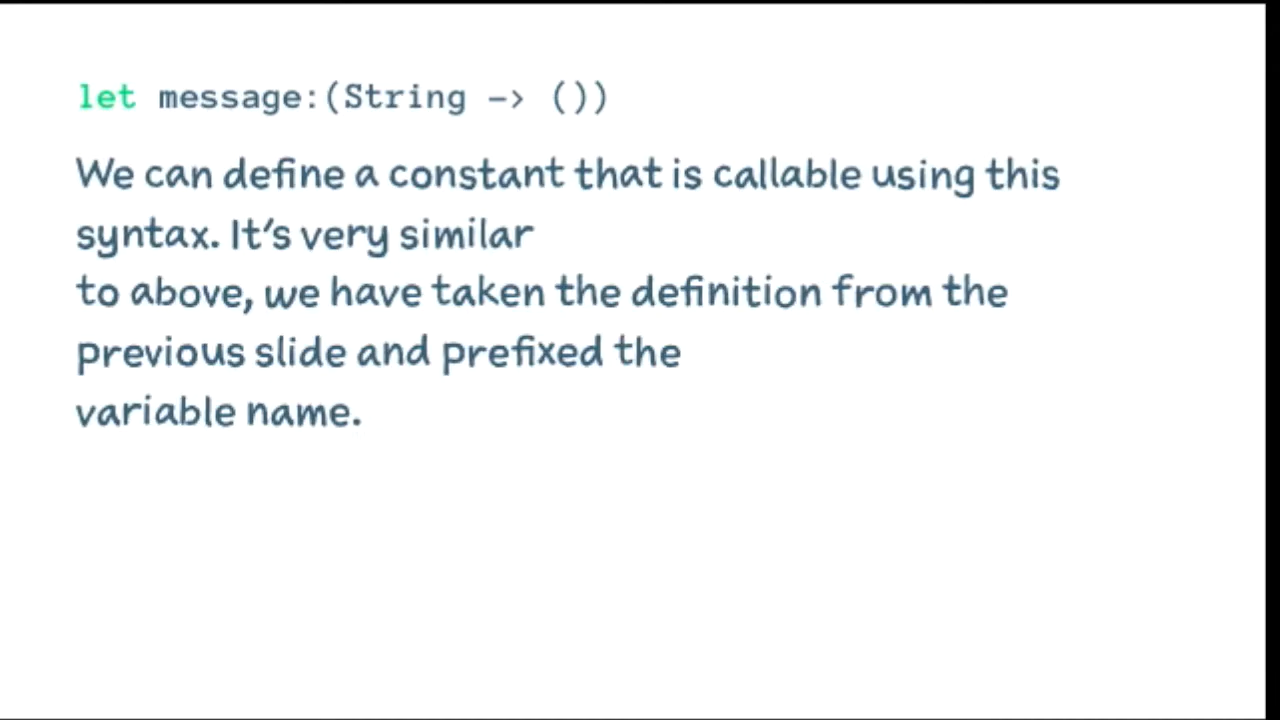 let message:(String -> ())
We can define a constant that is callable using this
syntax. It's very similar
to above, we have taken the definition from the
previous slide and prefixed the
variable name.